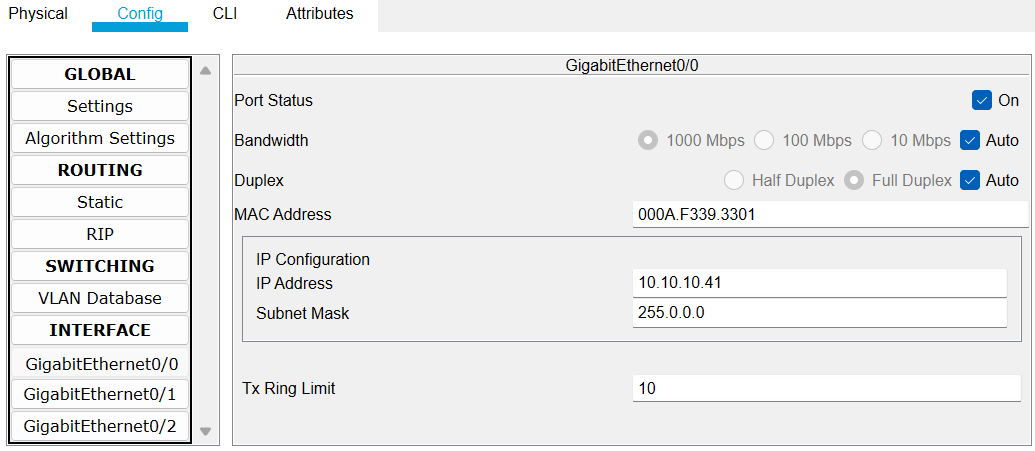 Physical Config CLI Attributes
GLOBAL
Settings
Algorithm Settings
ROUTING
Static
RIP
SWITCHING
VLAN Database
INTERFACE
GigabitEthernet0/0
GigabitEthernet0/1
GigabitEthernet0/2
GigabitEthernet0/0
Port Status On
Bandwidth 1000 Mbps 100 Mbps 10 Mbps Auto
Duplex Half Duplex Full Duplex Auto
MAC Address 000A.F339.3301
IP Configuration
IP Address 10.10.10.41
Subnet Mask 255.0.0.0
Tx Ring Limit 10